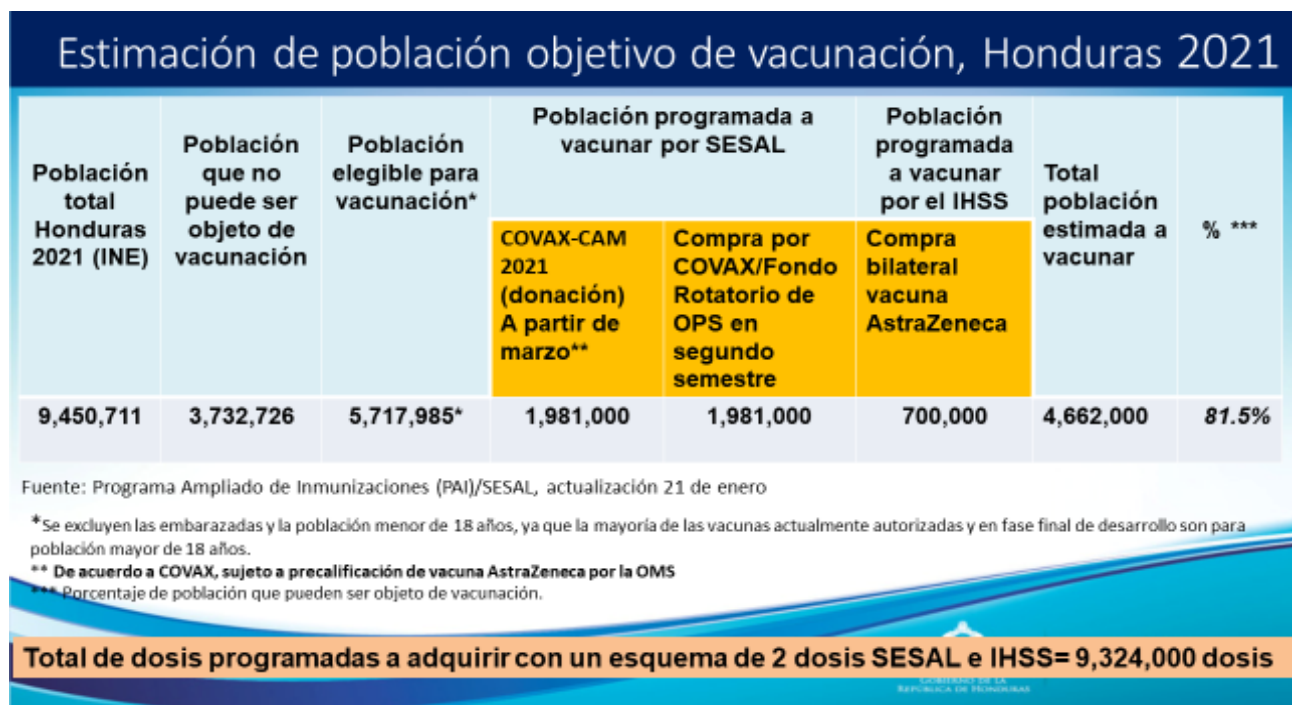 Estimación de población objetivo de vacunación, Honduras 2021
Población total Honduras 2021 (INE)
Población que no puede ser objeto de vacunación
Población elegible para vacunación*
Población programada a vacunar por SESAL
COVAX-CAM 2021 (donación) A partir de marzo**
Compra por COVAX/Fondo Rotatorio de OPS en segundo semestre
Población programada a vacunar por el IHSS
Compra bilateral vacuna AstraZeneca
Total población estimada a vacunar
% ***
9,450,711 3,732,726 5,717,985* 1,981,000 1,981,000 700,000 4,662,000 81.5%
Fuente: Programa Ampliado de Inmunizaciones (PAI)/SESAL, actualización 21 de enero
*Se excluyen las embarazadas y la población menor de 18 años, ya que la mayoría de las vacunas actualmente autorizadas y en fase final de desarrollo son para
población mayor de 18 años.
** De acuerdo a COVAX, sujeto a precalificación de vacuna AstraZeneca por la OMS
*** Porcentaje de población que pueden ser objeto de vacunación.
Total de dosis programadas a adquirir con un esquema de 2 dosis SESAL e IHSS= 9,324,000 dosis
GOBIERNO DE LA
REPÚBLICA DE HONDURAS